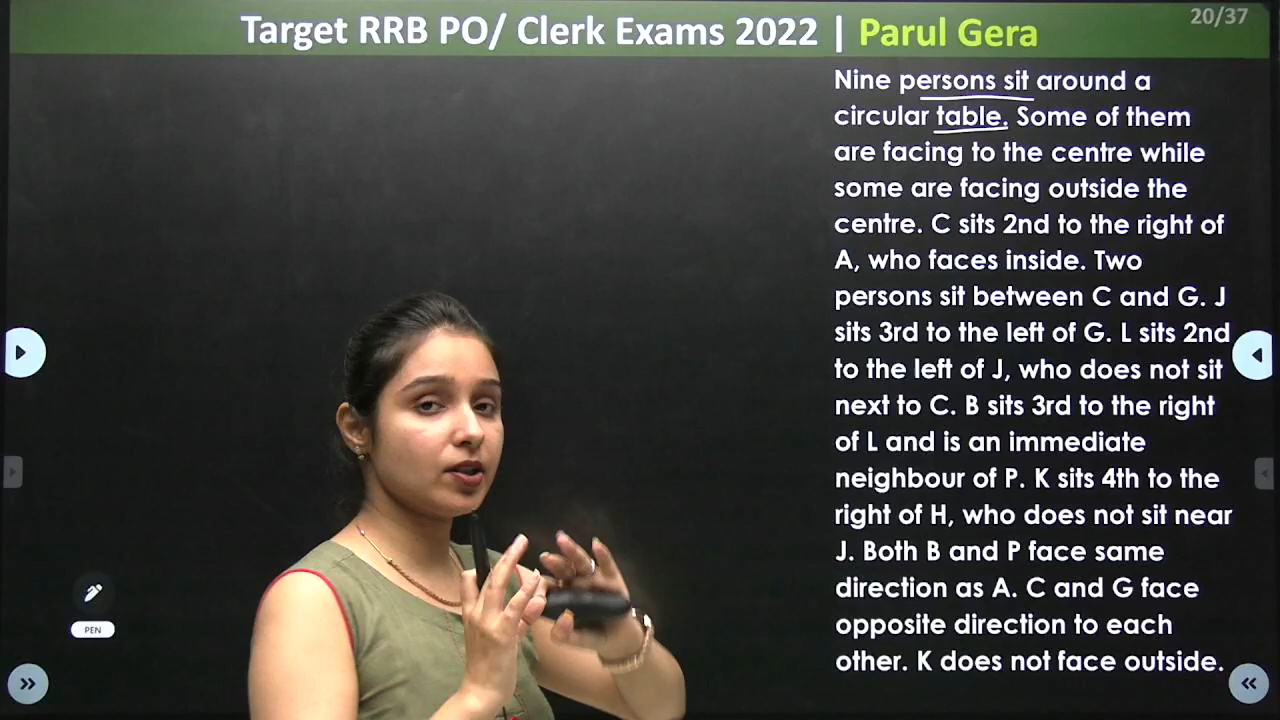 Target RRB PO/ Clerk Exams 2022 | Parul Gera
20/37
Nine persons sit around a
circular table. Some of them
are facing to the centre while
some are facing outside the
centre. C sits 2nd to the right of
A, who faces inside. Two
persons sit between C and G. J
sits 3rd to the left of G. L sits 2nd
to the left of J, who does not sit
next to C. B sits 3rd to the right
of L and is an immediate
neighbour of P. K sits 4th to the
right of H, who does not sit near
J. Both B and P face same
direction as A. C and G face
opposite direction to each
other. K does not face outside.
PEN